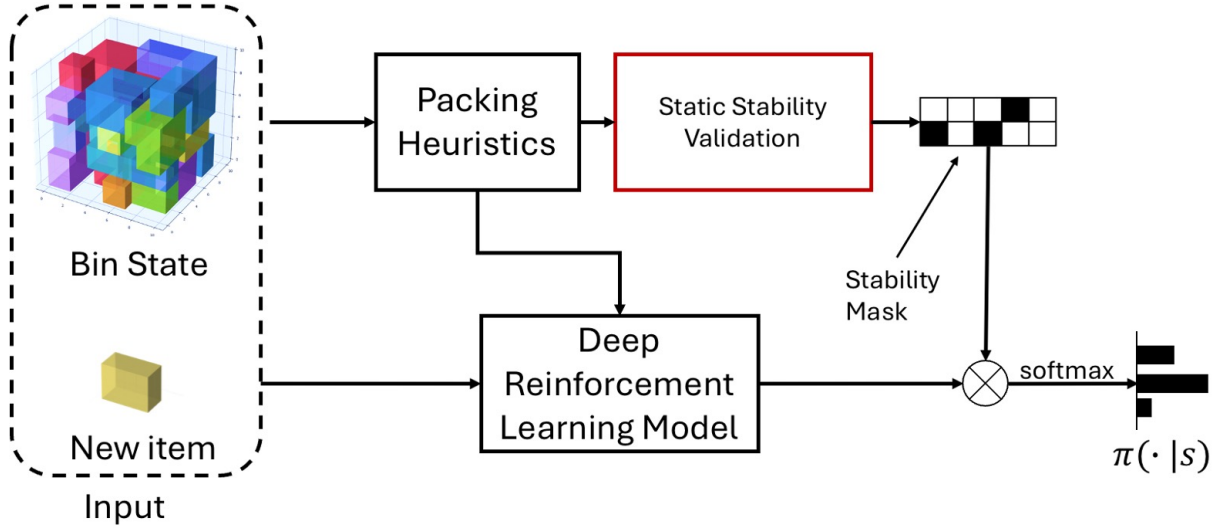 Packing
Heuristics
Static Stability
Validation
Bin State
Stability
Mask
Deep
Reinforcement
Learning Model
softmax
New item
π(· |s)
Input